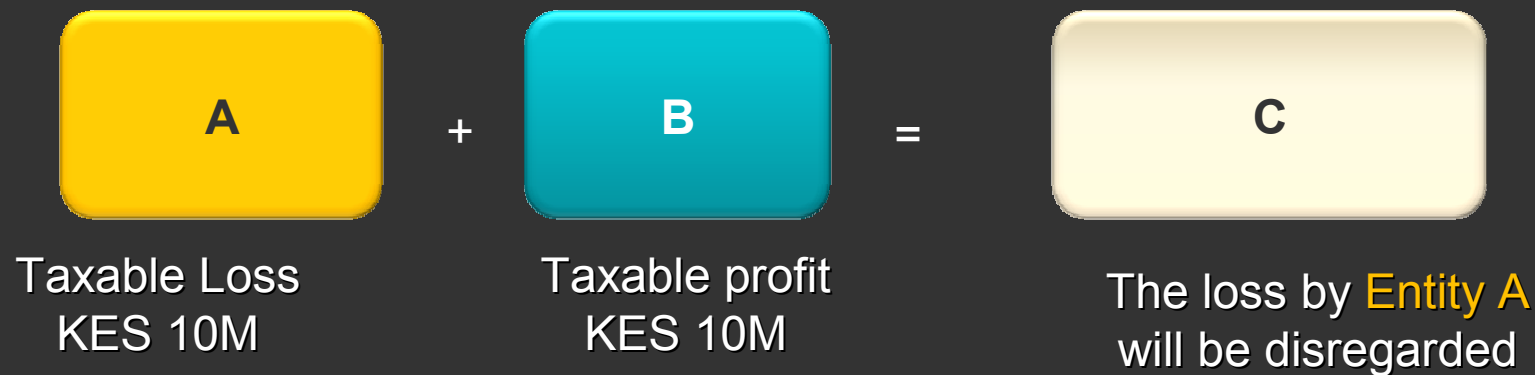 A
+
B
=
C
Taxable Loss
KES 10M
Taxable profit
KES 10M
The loss by Entity A
will be disregarded